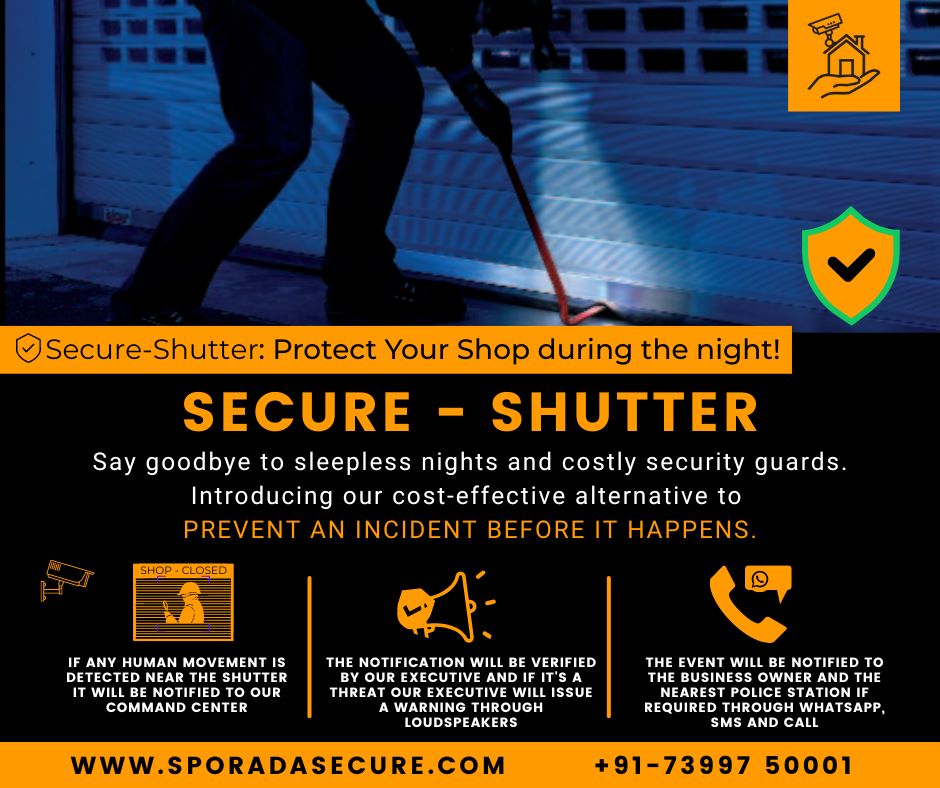 Secure-Shutter: Protect Your Shop during the night!
SECURE - SHUTTER
Say goodbye to sleepless nights and costly security guards.
Introducing our cost-effective alternative to
PREVENT AN INCIDENT BEFORE IT HAPPENS.
SHOP - CLOSED
IF ANY HUMAN MOVEMENT IS
DETECTED NEAR THE SHUTTER
IT WILL BE NOTIFIED TO OUR
COMMAND CENTER
THE NOTIFICATION WILL BE VERIFIED
BY OUR EXECUTIVE AND IF IT'S A
THREAT OUR EXECUTIVE WILL ISSUE
A WARNING THROUGH
LOUDSPEAKERS
THE EVENT WILL BE NOTIFIED TO
THE BUSINESS OWNER AND THE
NEAREST POLICE STATION IF
REQUIRED THROUGH WHATSAPP,
SMS AND CALL
WWW.SPORADASECURE.COM
+91-73997 50001